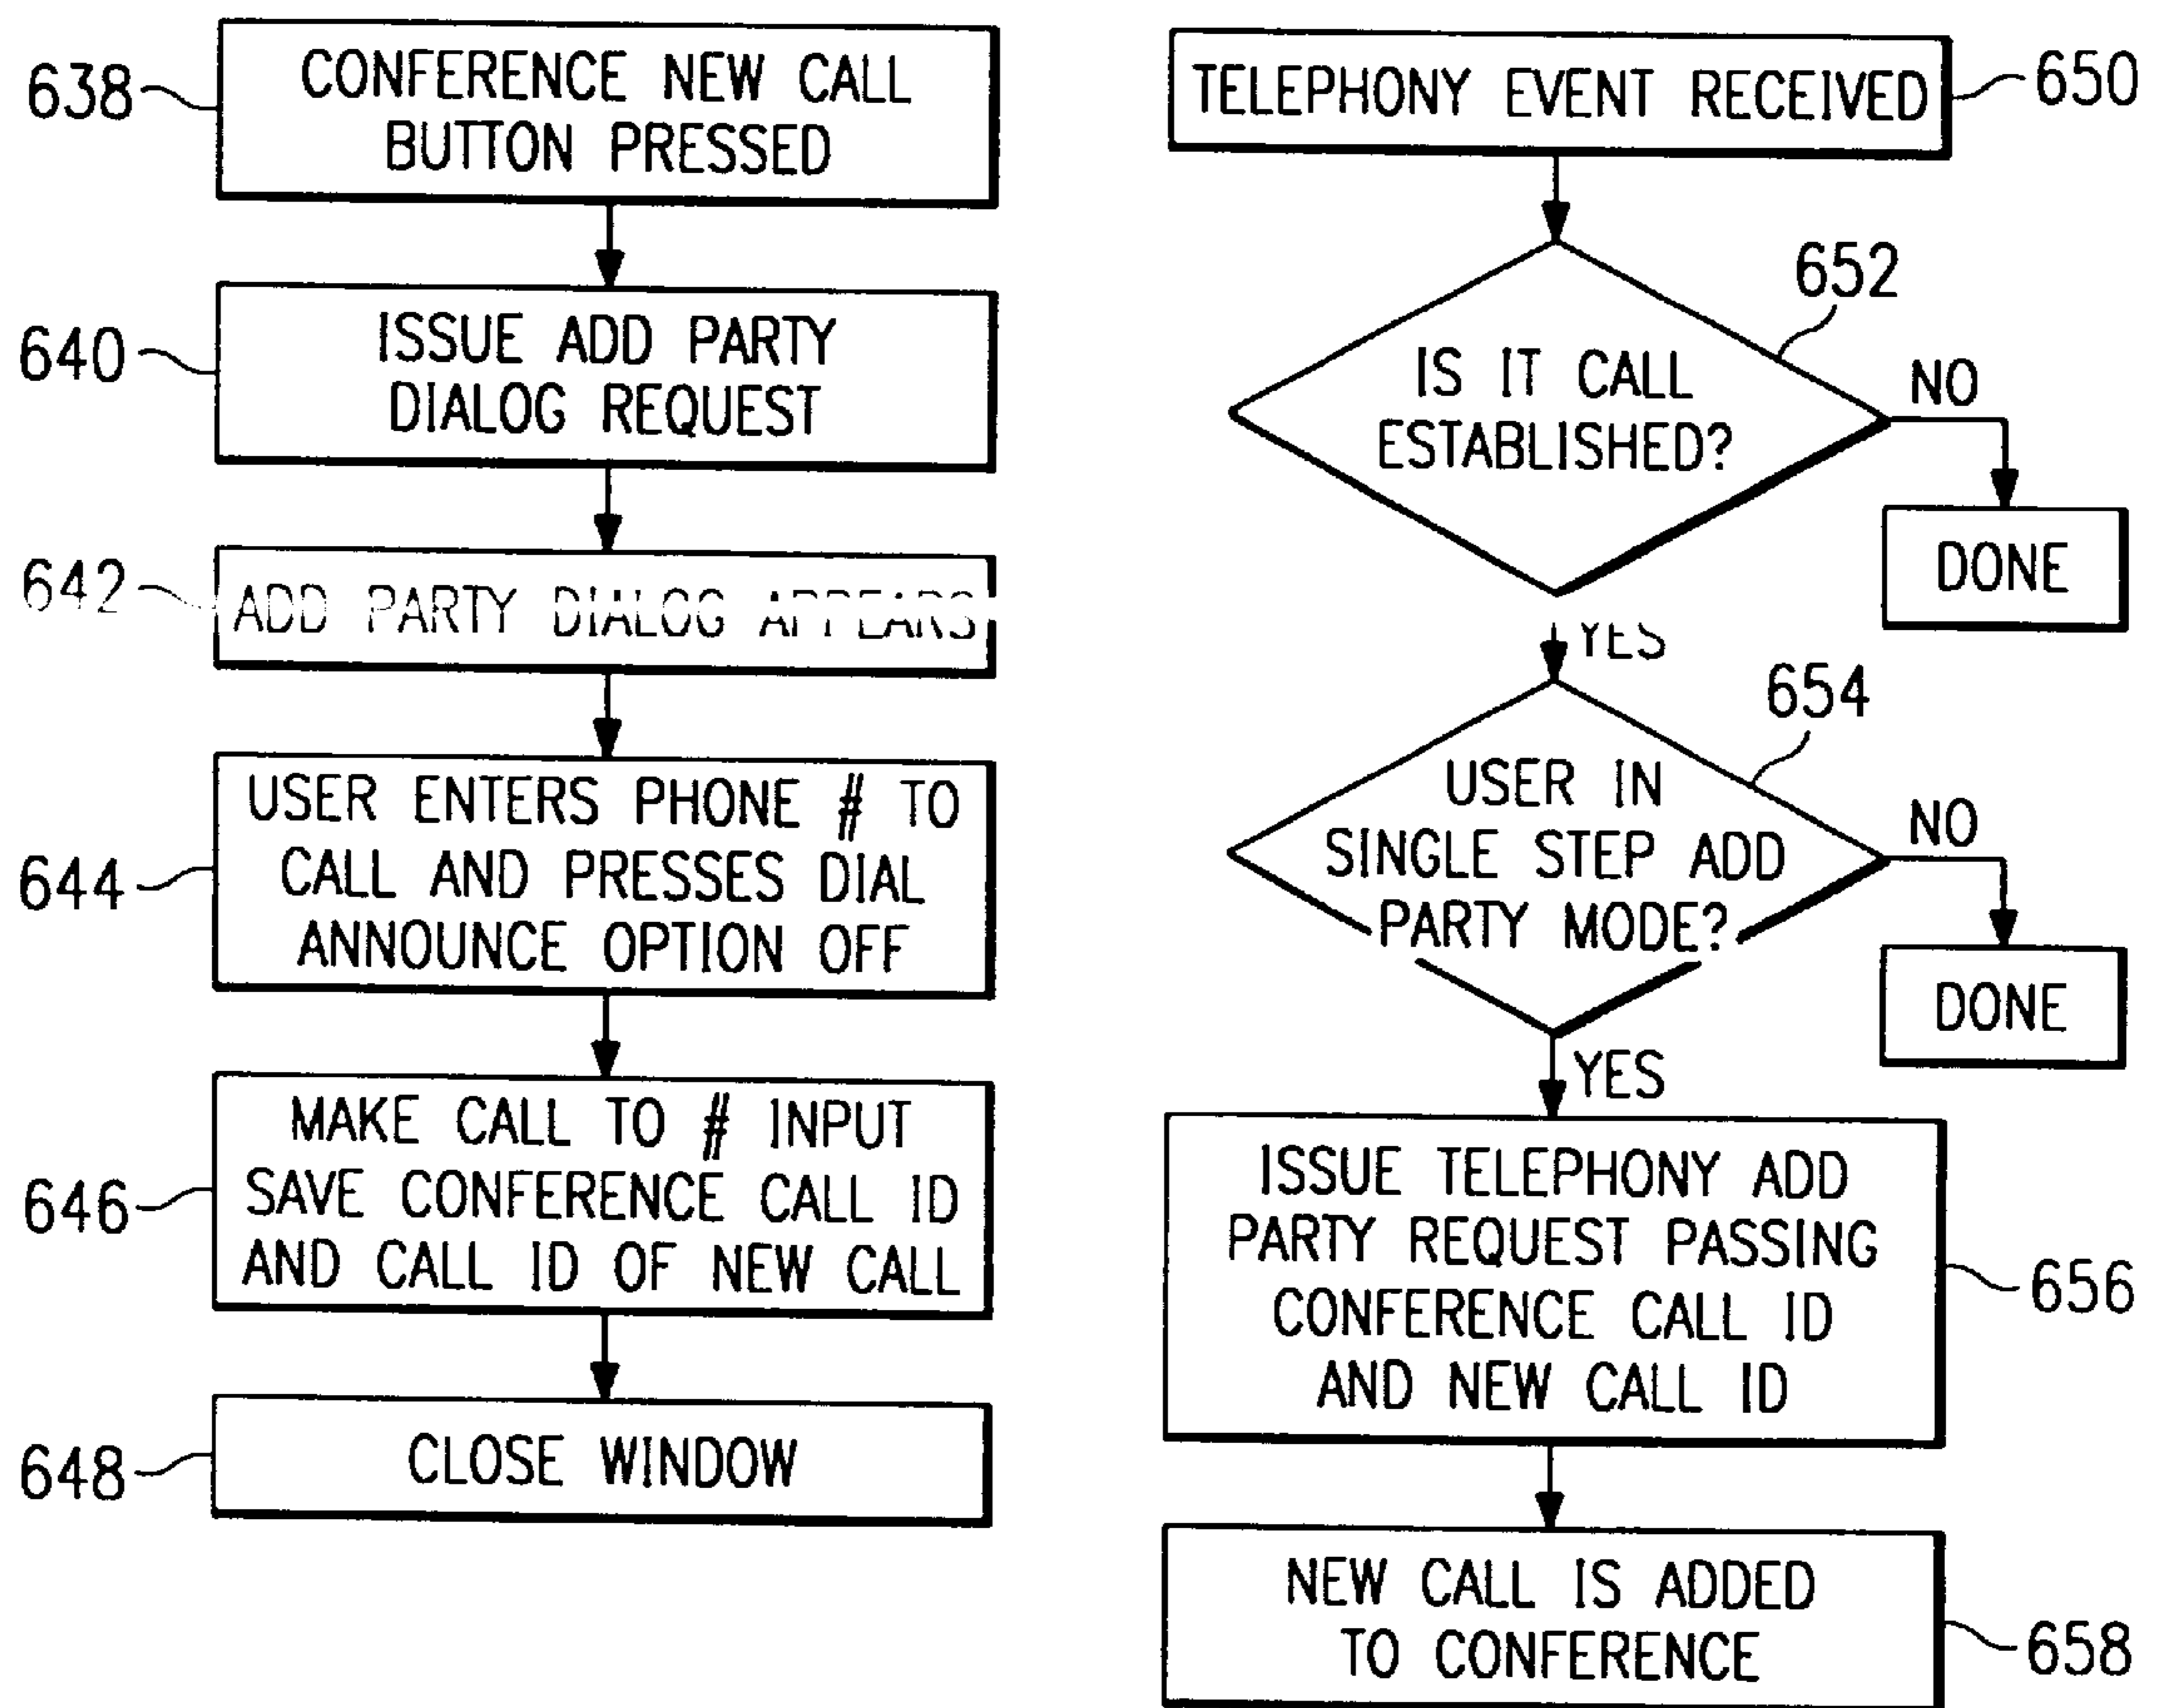 638
CONFERENCE NEW CALL
BUTTON PRESSED
640
ISSUE ADD PARTY
DIALOG REQUEST
642
ADD PARTY DIALOG APPEARS
644
USER ENTERS PHONE # TO
CALL AND PRESSES DIAL
ANNOUNCE OPTION OFF
646
MAKE CALL TO # INPUT
SAVE CONFERENCE CALL ID
AND CALL ID OF NEW CALL
648
CLOSE WINDOW
TELEPHONY EVENT RECEIVED
650
652
IS IT CALL
ESTABLISHED?
NO
DONE
YES
654
USER IN
SINGLE STEP ADD
PARTY MODE?
NO
DONE
YES
ISSUE TELEPHONY ADD
PARTY REQUEST PASSING
CONFERENCE CALL ID
AND NEW CALL ID
656
NEW CALL IS ADDED
TO CONFERENCE
658